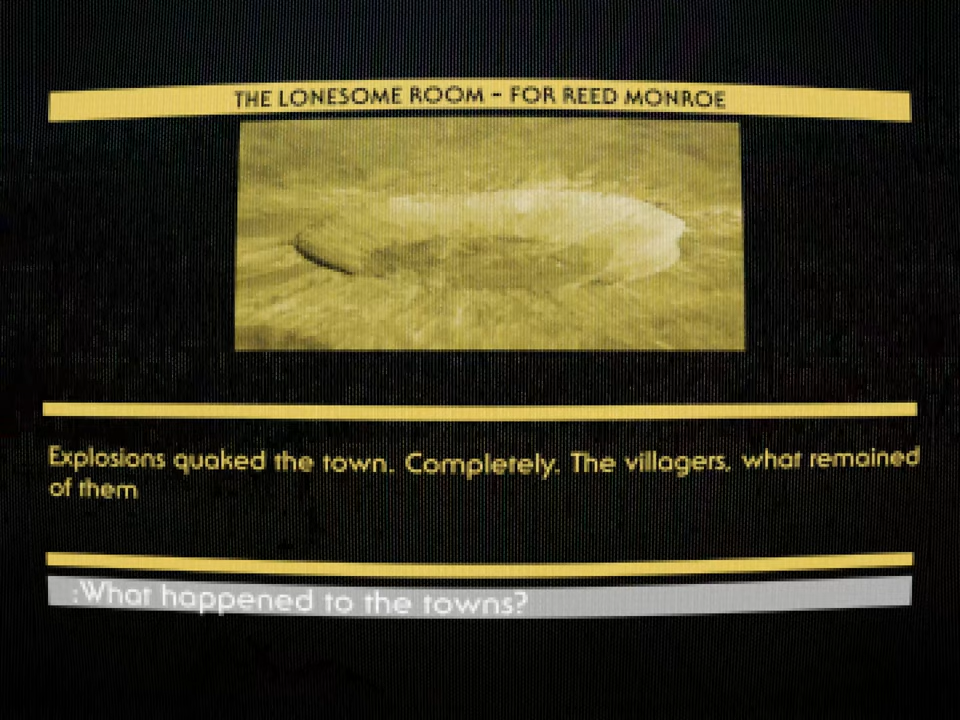 THE LONESOME ROOM - FOR REED MONROE
Explosions quaked the town. Completely. The villagers, what remained
of them
:What happened to the towns?